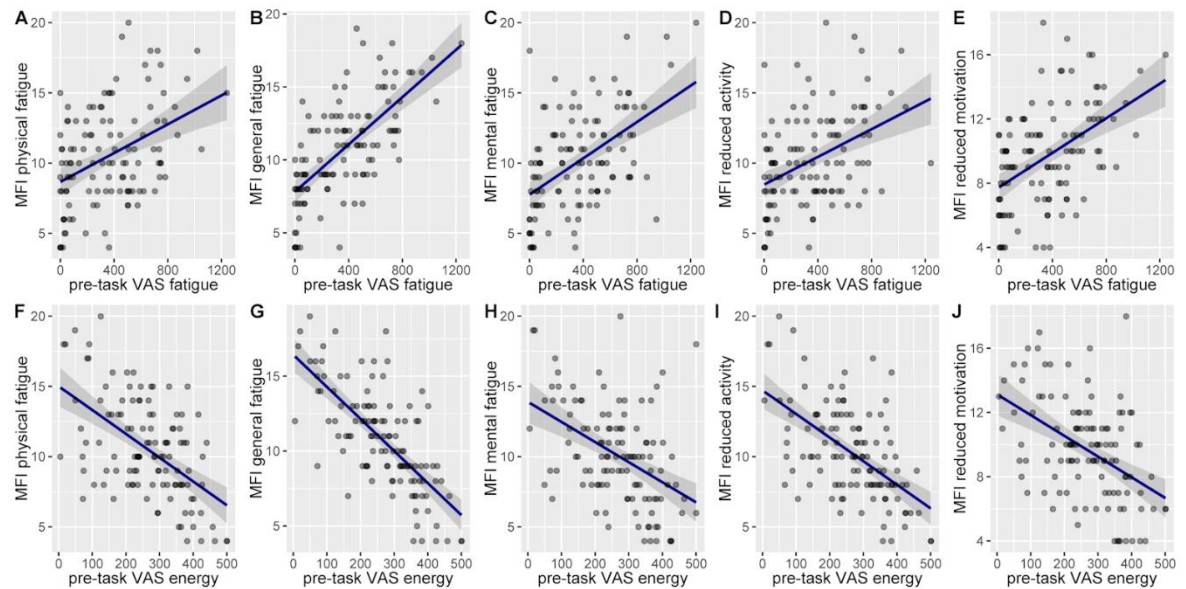 A
MFI physical fatigue
20
15
10
5
0 400 800 1200
pre-task VAS fatigue
B
MFI general fatigue
20
15
10
5
0 400 800 1200
pre-task VAS fatigue
C
MFI mental fatigue
20
15
10
5
0 400 800 1200
pre-task VAS fatigue
D
MFI reduced activity
20
15
10
5
0 400 800 1200
pre-task VAS fatigue
E
MFI reduced motivation
16
12
8
4
0 400 800 1200
pre-task VAS fatigue
F
MFI physical fatigue
20
15
10
5
0 100 200 300 400 500
pre-task VAS energy
G
MFI general fatigue
20
15
10
5
0 100 200 300 400 500
pre-task VAS energy
H
MFI mental fatigue
20
15
10
5
0 100 200 300 400 500
pre-task VAS energy
I
MFI reduced activity
20
15
10
5
0 100 200 300 400 500
pre-task VAS energy
J
MFI reduced motivation
16
12
8
4
0 100 200 300 400 500
pre-task VAS energy